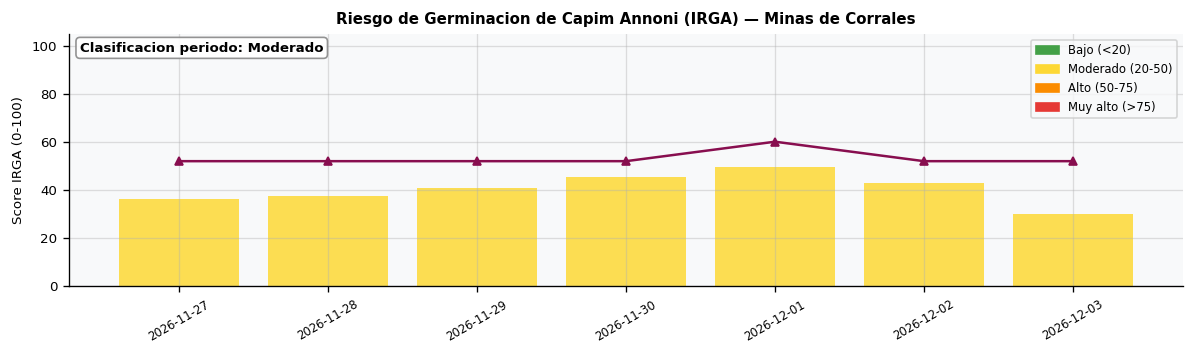 Riesgo de Germinacion de Capim Annoni (IRGA) — Minas de Corrales
Clasificacion periodo: Moderado
Bajo (<20)
Moderado (20-50)
Alto (50-75)
Muy alto (>75)
Score IRGA (0-100)
100
80
60
40
20
0
2026-11-27
2026-11-28
2026-11-29
2026-11-30
2026-12-01
2026-12-02
2026-12-03